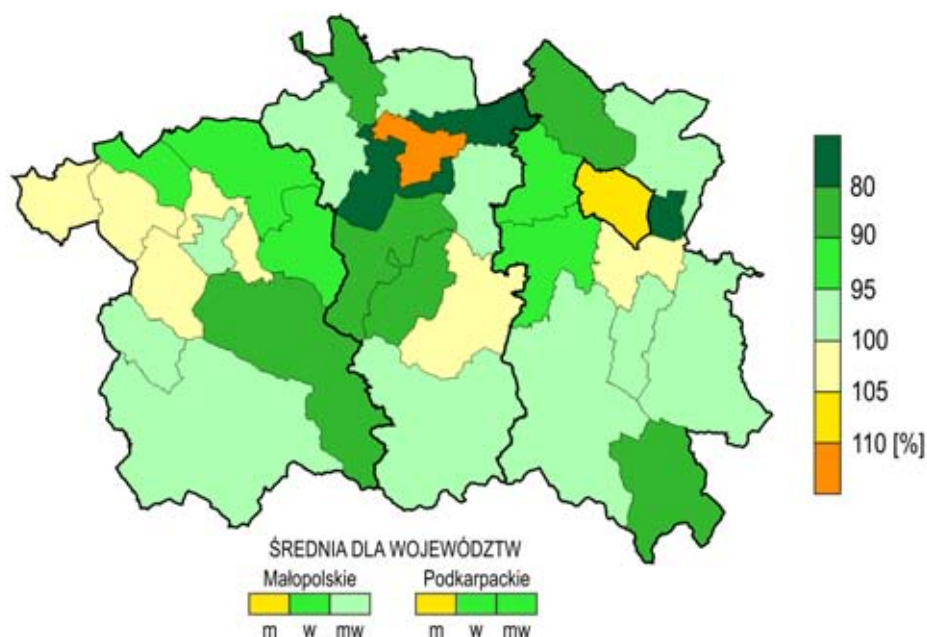 80
90
95
100
105
110 [%]
ŚREDNIA DLA WOJEWÓDZTW
Małopolskie Podkarpackie
m w mw m w mw